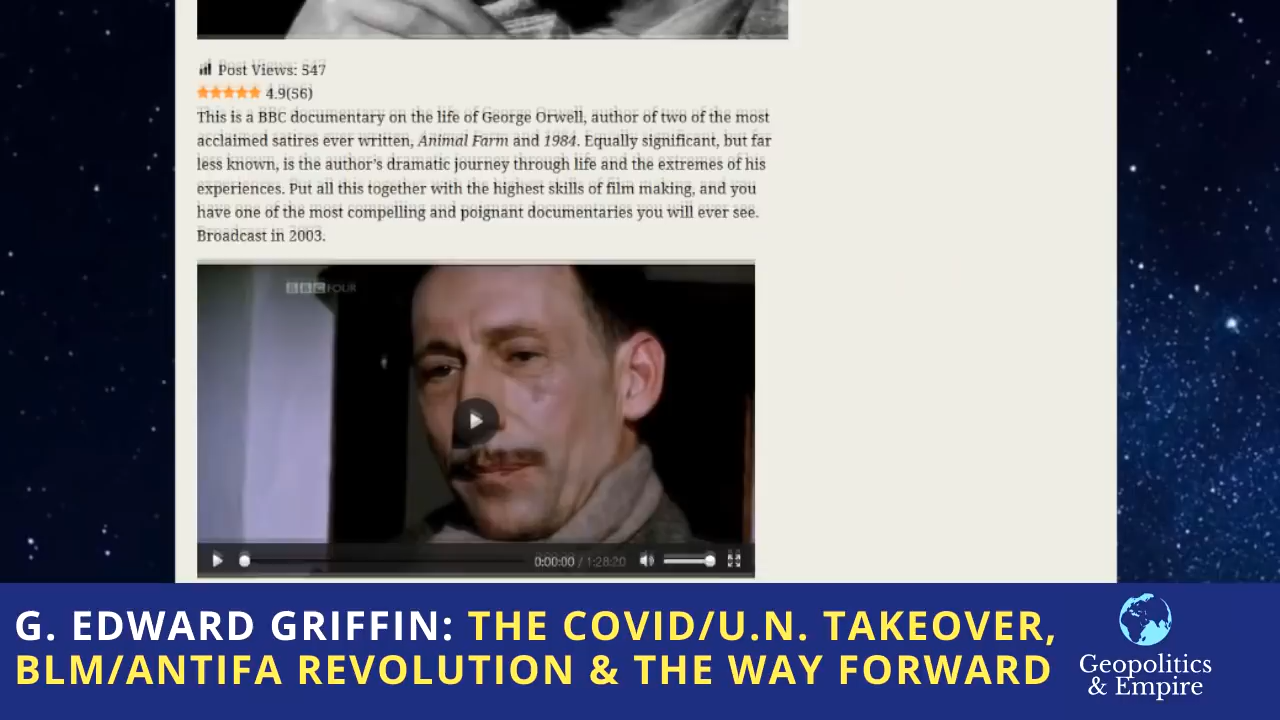 Post Views: 547
4.9(56)
This is a BBC documentary on the life of George Orwell, author of two of the most
acclaimed satires ever written, Animal Farm and 1984. Equally significant, but far
less known, is the author's dramatic journey through life and the extremes of his
experiences. Put all this together with the highest skills of film making, and you
have one of the most compelling and poignant documentaries you will ever see.
Broadcast in 2003.
BBC FOUR
0:00:00 / 1:28:20
G. EDWARD GRIFFIN: THE COVID/U.N. TAKEOVER,
BLM/ANTIFA REVOLUTION & THE WAY FORWARD
Geopolitics
& Empire